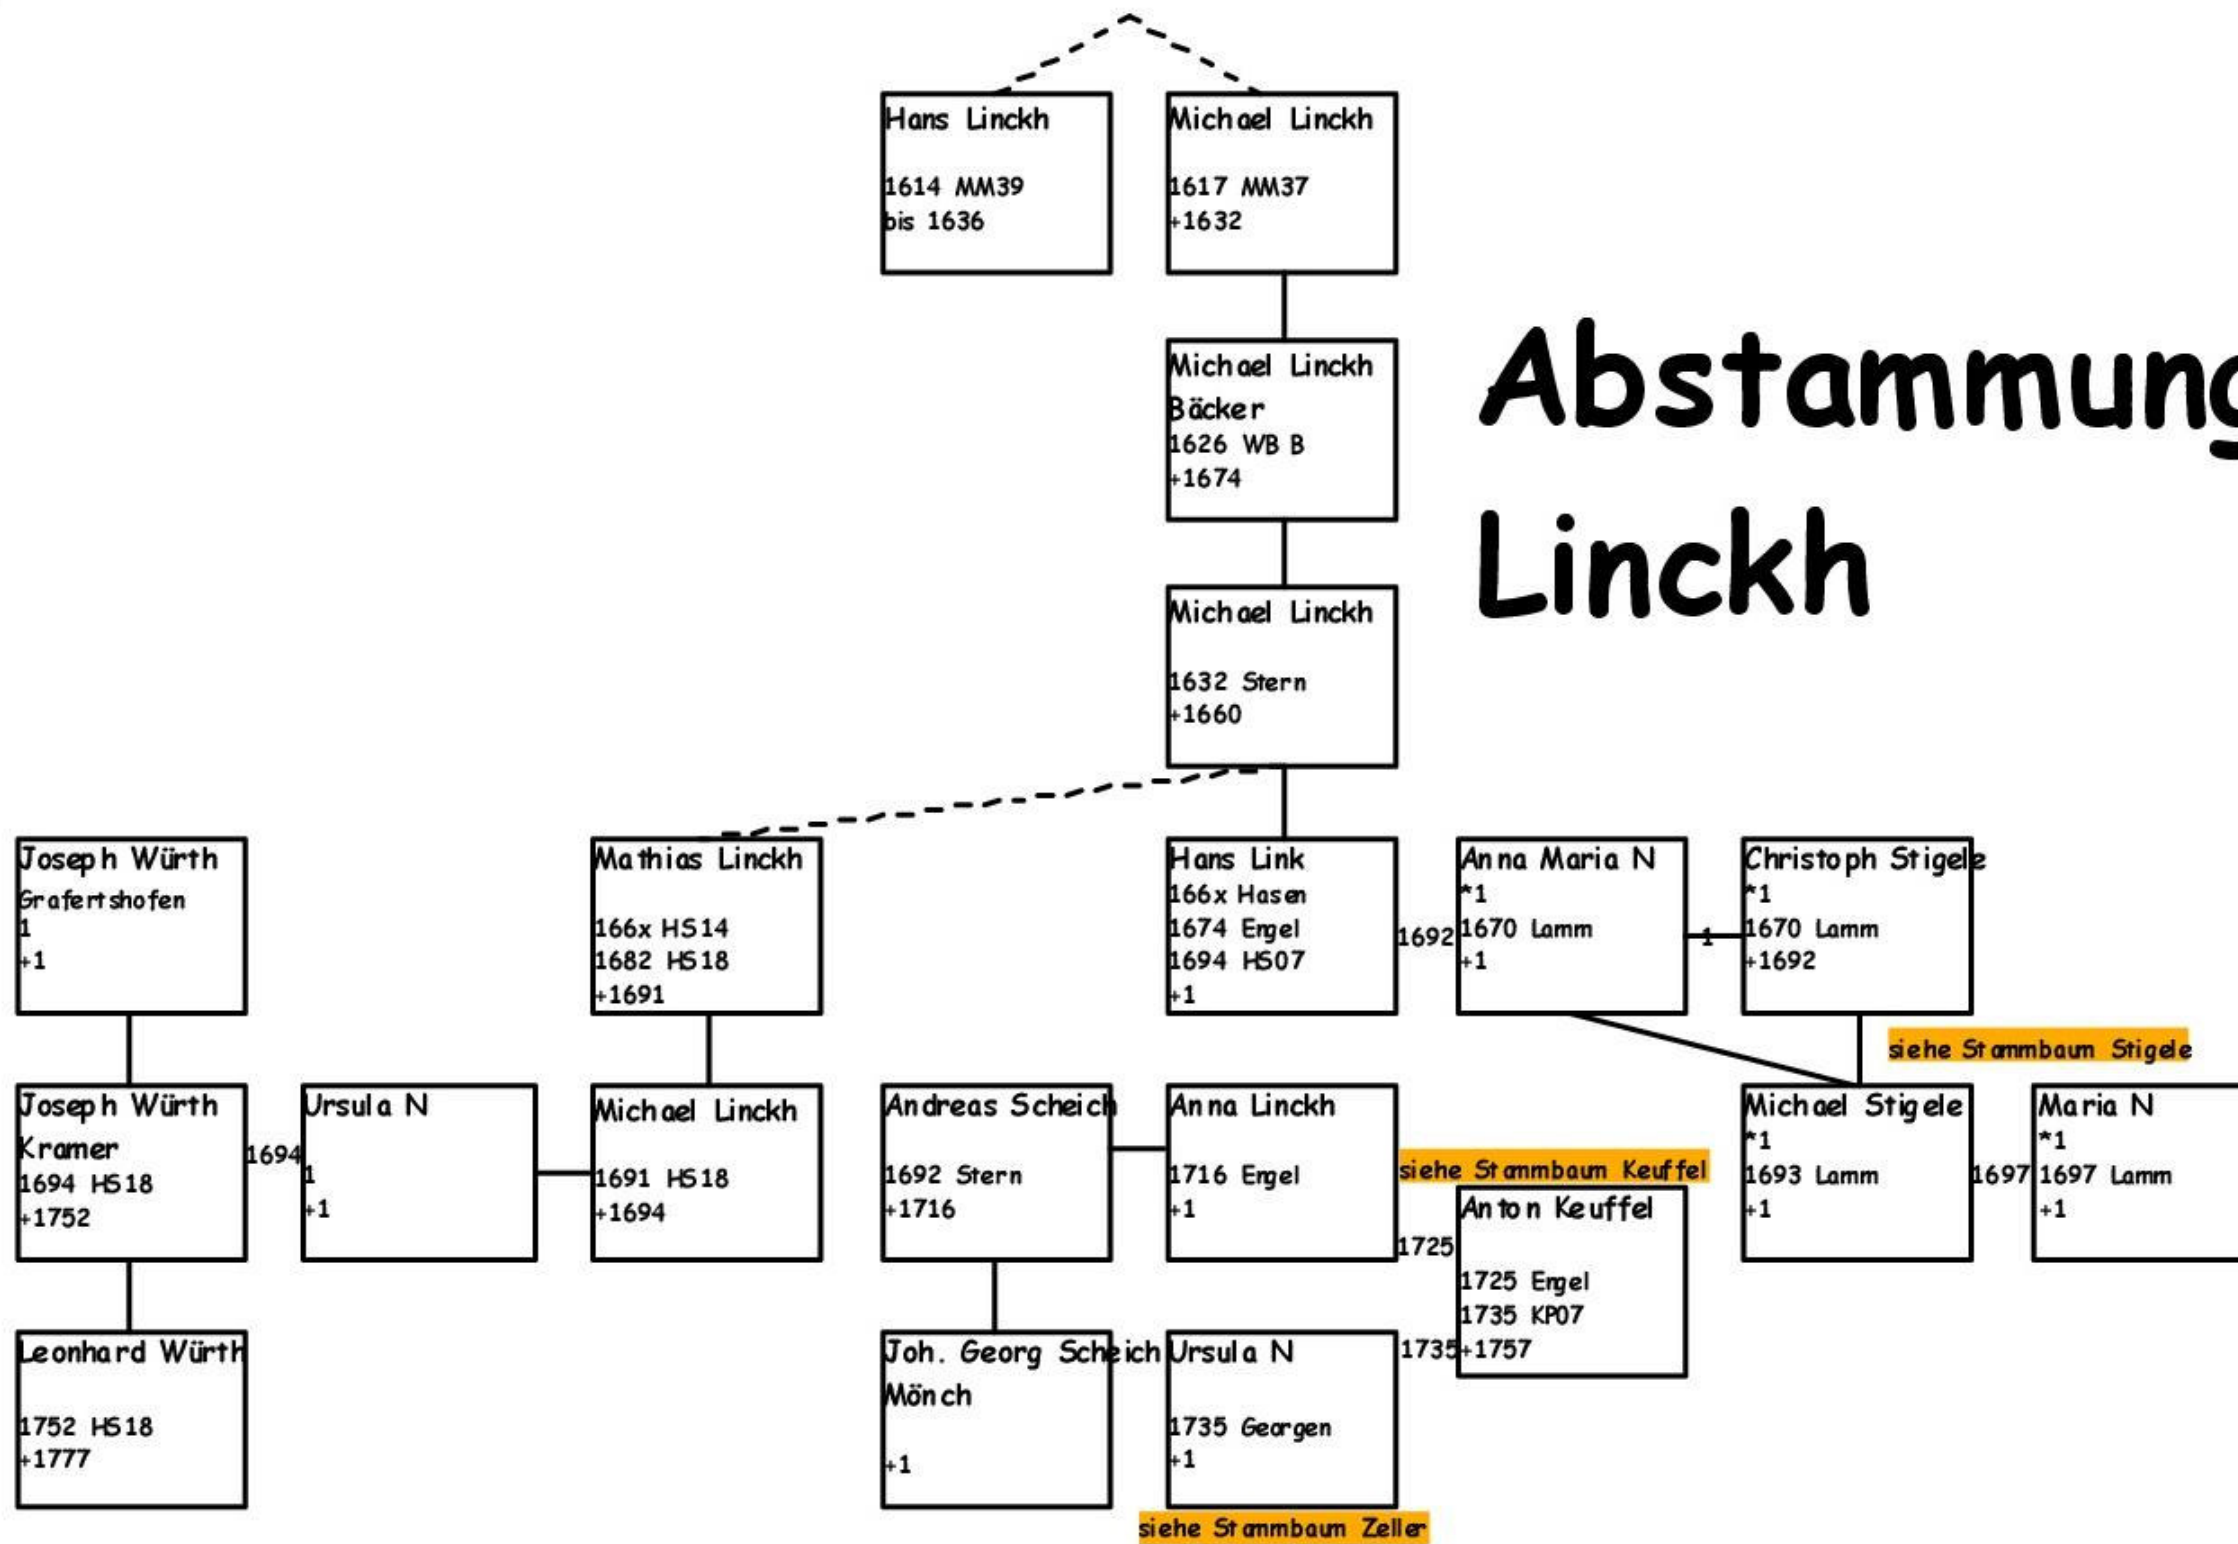 Hans Linckh
1614 MM39
bis 1636
Michael Linckh
1617 MM37
+1632
Abstammung
Linckh
Michael Linckh
Bäcker
1626 WB B
+1674
Michael Linckh
1632 Stern
+1660
Joseph Würth
Grafertshofen
1
+1
Mathias Linckh
166x HS14
1682 HS18
+1691
Hans Link
166x Hasen
1674 Engel
1694 HS07
+1
1692
Anna Maria N
*1
1670 Lamm
+1
1
Christoph Stigele
*1
1670 Lamm
+1692
siehe Stammbaum Stigele
Joseph Würth
Kramer
1694 HS18
+1752
1694
Ursula N
1
+1
Michael Linckh
1691 HS18
+1694
Andreas Scheich
1692 Stern
+1716
Anna Linckh
1716 Engel
+1
siehe Stammbaum Keuffel
1725
Anton Keuffel
1725 Engel
1735 KP07
+1757
Michael Stigele
*1
1693 Lamm
+1
1697
Maria N
*1
1697 Lamm
+1
Leonhard Würth
1752 HS18
+1777
Joh. Georg Scheich
Mönch
+1
Ursula N
1735 Georgen
+1
1735
siehe Stammbaum Zeller